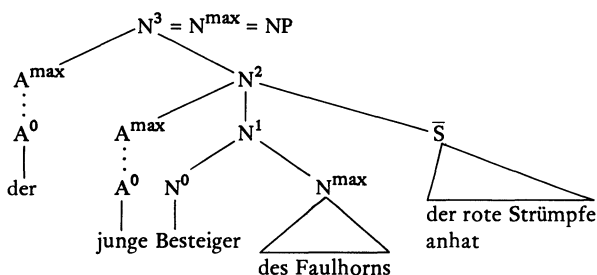 N³ = Nᵐᵃˣ = NP
Aᵐᵃˣ N²
A⁰ Aᵐᵃˣ N¹ S̅
der A⁰ N⁰ Nᵐᵃˣ
junge Besteiger
des Faulhorns
der rote Strümpfe
anhat